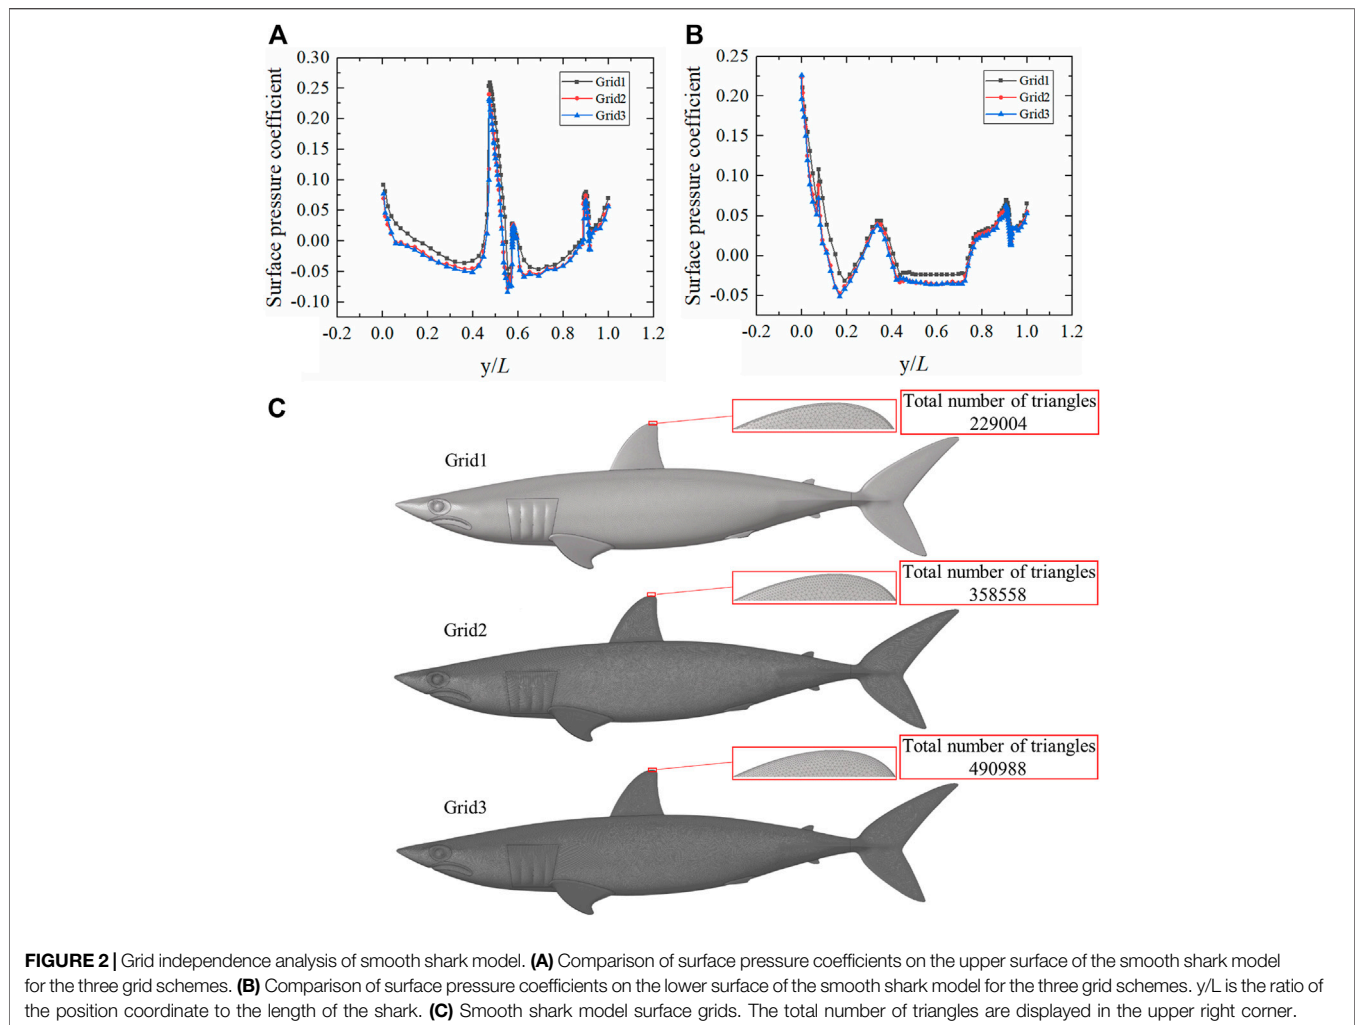 A
0.30
0.25
0.20
0.15
0.10
0.05
0.00
-0.05
-0.10
Surface pressure coefficient
Grid1
Grid2
Grid3
-0.2 0.0 0.2 0.4 0.6 0.8 1.0 1.2
y/L
B
0.25
0.20
0.15
0.10
0.05
0.00
-0.05
Surface pressure coefficient
Grid1
Grid2
Grid3
-0.2 0.0 0.2 0.4 0.6 0.8 1.0 1.2
y/L
C
Grid1
Total number of triangles
229004
Grid2
Total number of triangles
358558
Grid3
Total number of triangles
490988
FIGURE 2 | Grid independence analysis of smooth shark model. (A) Comparison of surface pressure coefficients on the upper surface of the smooth shark model
for the three grid schemes. (B) Comparison of surface pressure coefficients on the lower surface of the smooth shark model for the three grid schemes. y/L is the ratio of
the position coordinate to the length of the shark. (C) Smooth shark model surface grids. The total number of triangles are displayed in the upper right corner.